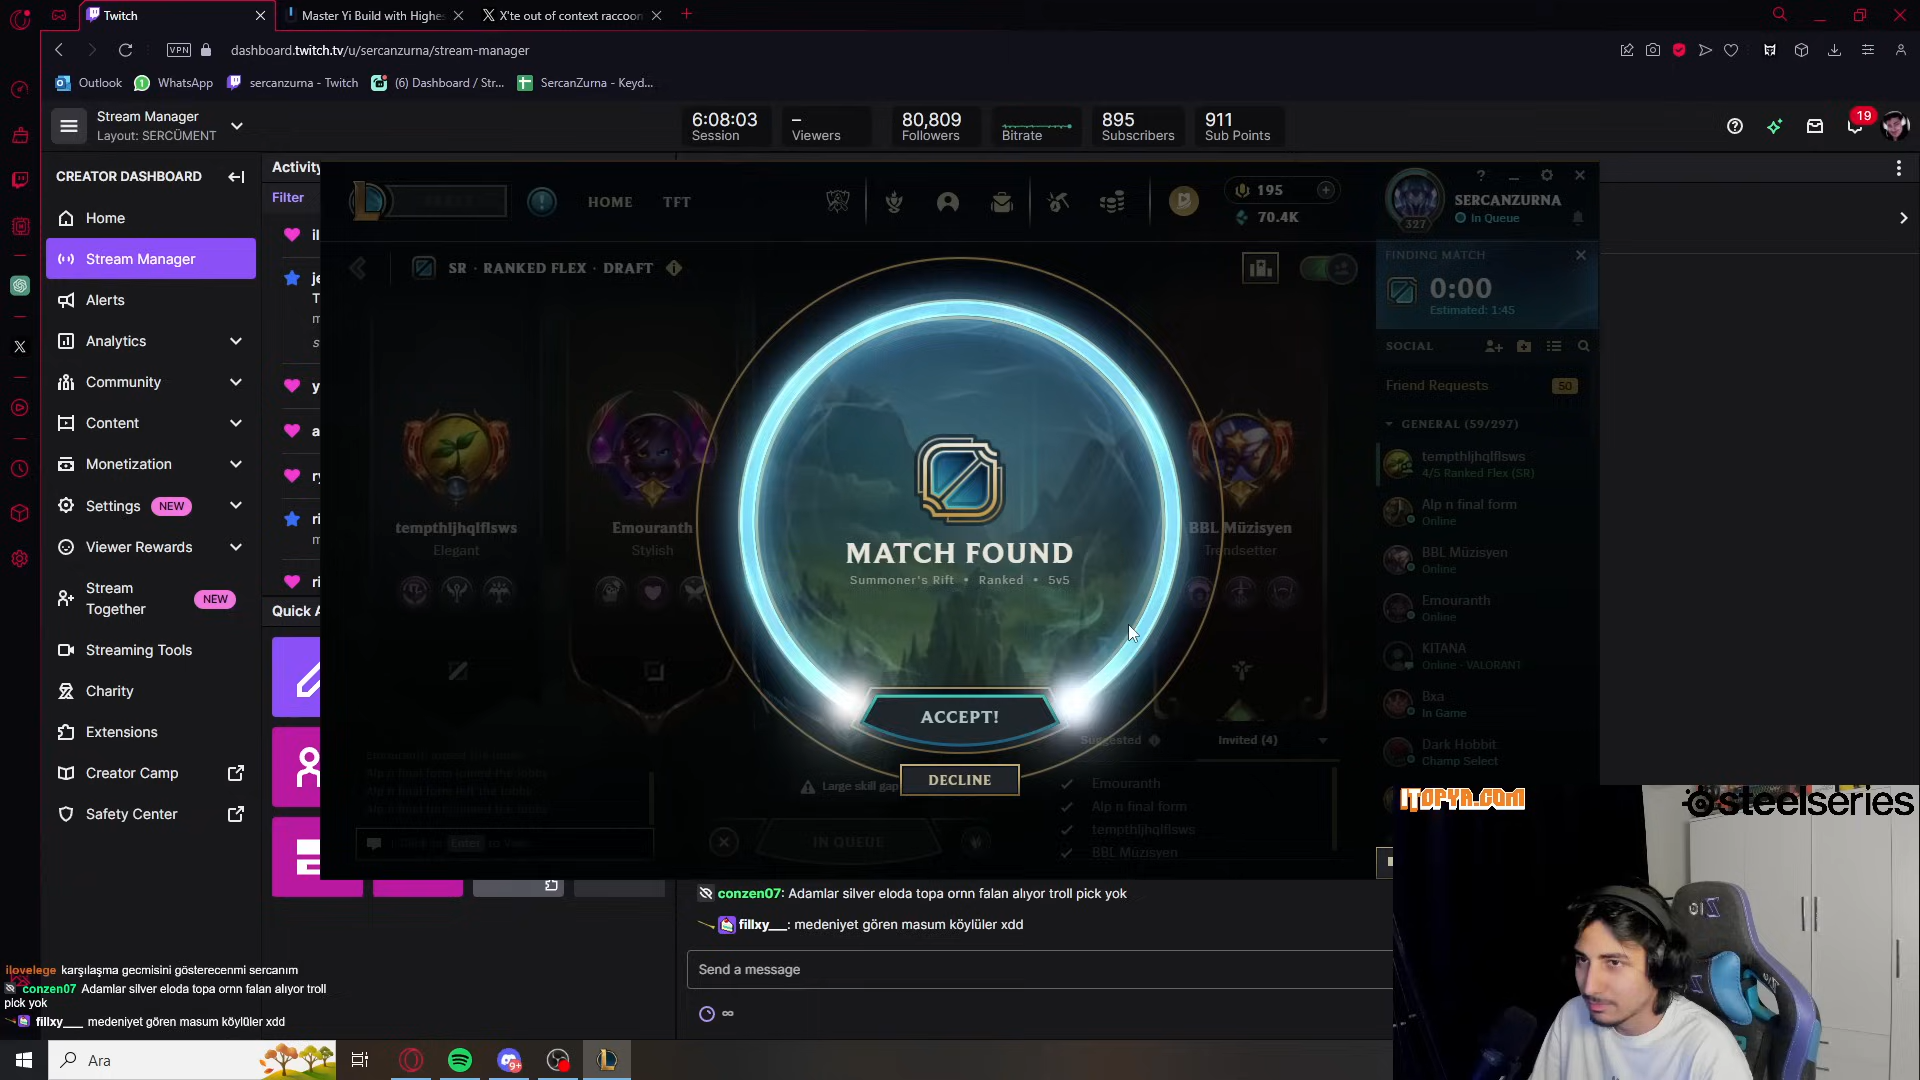 Twitch
Master Yi Build with Highes
X'te out of context raccoon
VPN
dashboard.twitch.tv/u/sercanzurna/stream-manager
Outlook
WhatsApp
sercanzurna - Twitch
(6) Dashboard / Str...
SercanZurna - Keyd...
Stream Manager
Layout: SERCÜMENT
6:08:03
Session
–
Viewers
80,809
Followers
Bitrate
895
Subscribers
911
Sub Points
19
CREATOR DASHBOARD
Home
Stream Manager
Alerts
Analytics
Community
Content
Monetization
Settings NEW
Viewer Rewards
Stream Together NEW
Streaming Tools
Charity
Extensions
Creator Camp
Safety Center
Activity
Filter
Quick A
HOME
TFT
195
70.4K
327
SERCANZURNA
In Queue
SR · RANKED FLEX · DRAFT
FINDING MATCH
0:00
Estimated: 1:45
SOCIAL
Friend Requests
50
GENERAL (59/297)
tempthljhqlflsws
4/5 Ranked Flex (SR)
Alp n final form
Online
BBL Müzisyen
Online
Emouranth
Online
KITANA
Online - VALORANT
Bxa
In Game
Dark Hobbit
Champ Select
tempthljhqlflsws
Elegant
Emouranth
Stylish
BBL Müzisyen
Trendsetter
MATCH FOUND
Summoner's Rift • Ranked • 5v5
ACCEPT!
DECLINE
Suggested
Invited (4)
Emouranth
Alp n final form
tempthljhqlflsws
BBL Müzisyen
Large skill gap
IN QUEUE
conzen07: Adamlar silver eloda topa ornn falan alıyor troll pick yok
fillxy___: medeniyet gören masum köylüler xdd
Send a message
∞
ilovelege karşılaşma gecmisini gösterecenmi sercanım
conzen07 Adamlar silver eloda topa ornn falan alıyor troll
pick yok
fillxy___ medeniyet gören masum köylüler xdd
iTOPYA.COM
steelseries
Ara
9+